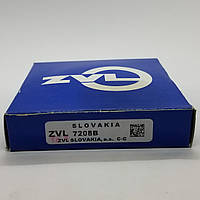 ZVL
SLOVAKIA
ZVL 7208B
ZVL SLOVAKIA, a.s. C-C